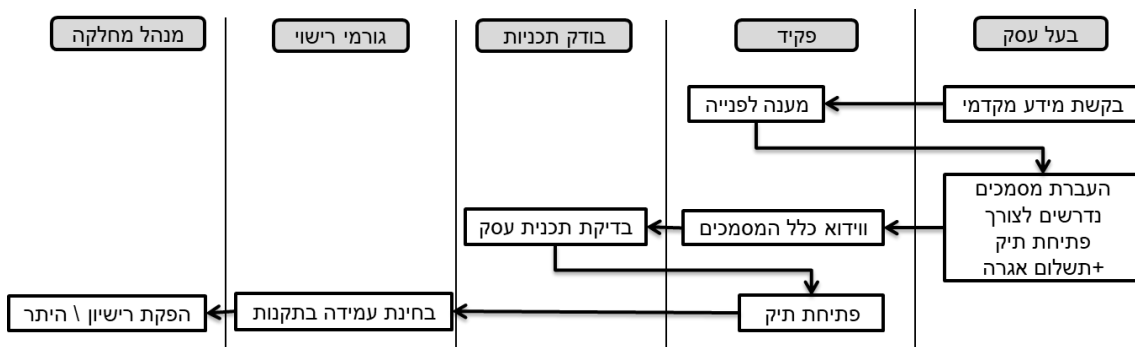 בעל עסק
פקיד
בודק תכניות
גורמי רישוי
מנהל מחלקה
בקשת מידע מקדמי
מענה לפנייה
העברת מסמכים
נדרשים לצורך
פתיחת תיק
+תשלום אגרה
ווידוא כלל המסמכים
בדיקת תכנית עסק
פתיחת תיק
בחינת עמידה בתקנות
הפקת רישיון \ היתר